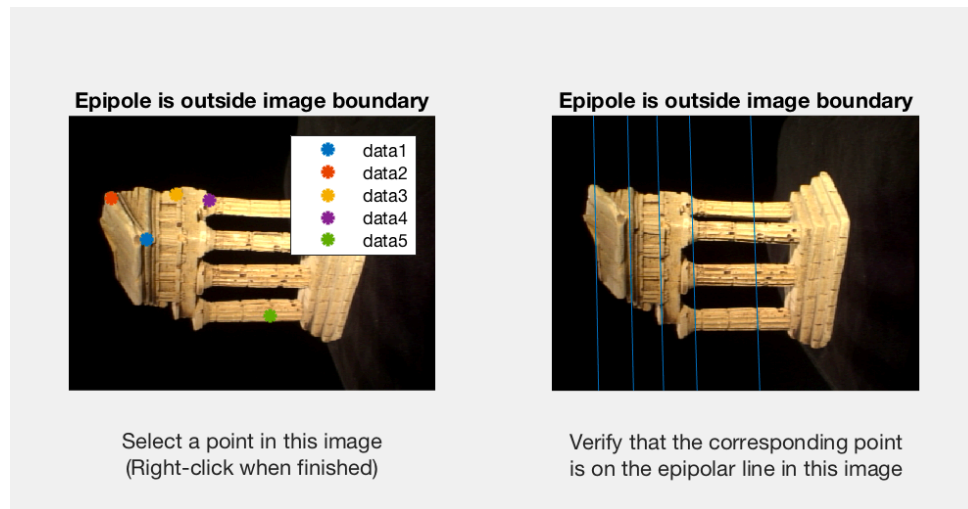 Epipole is outside image boundary
data1
data2
data3
data4
data5
Select a point in this image
(Right-click when finished)
Epipole is outside image boundary
Verify that the corresponding point
is on the epipolar line in this image